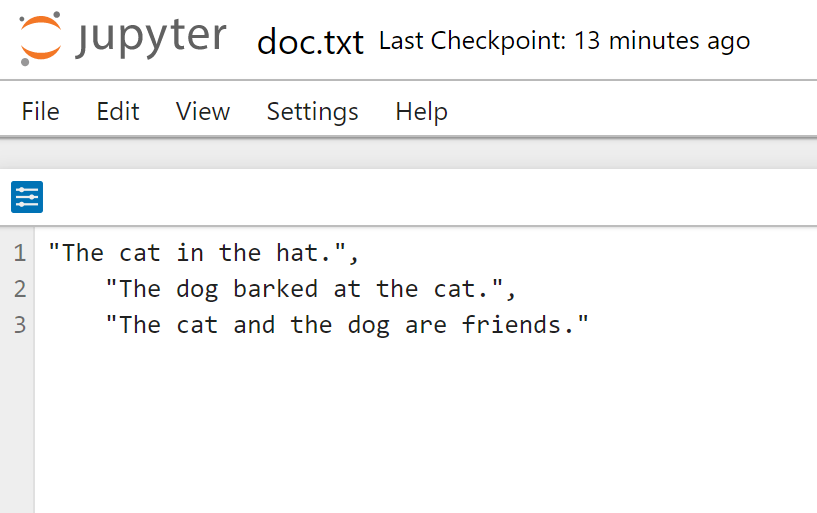 jupyter doc.txt Last Checkpoint: 13 minutes ago
File Edit View Settings Help
1 "The cat in the hat.",
2     "The dog barked at the cat.",
3     "The cat and the dog are friends."